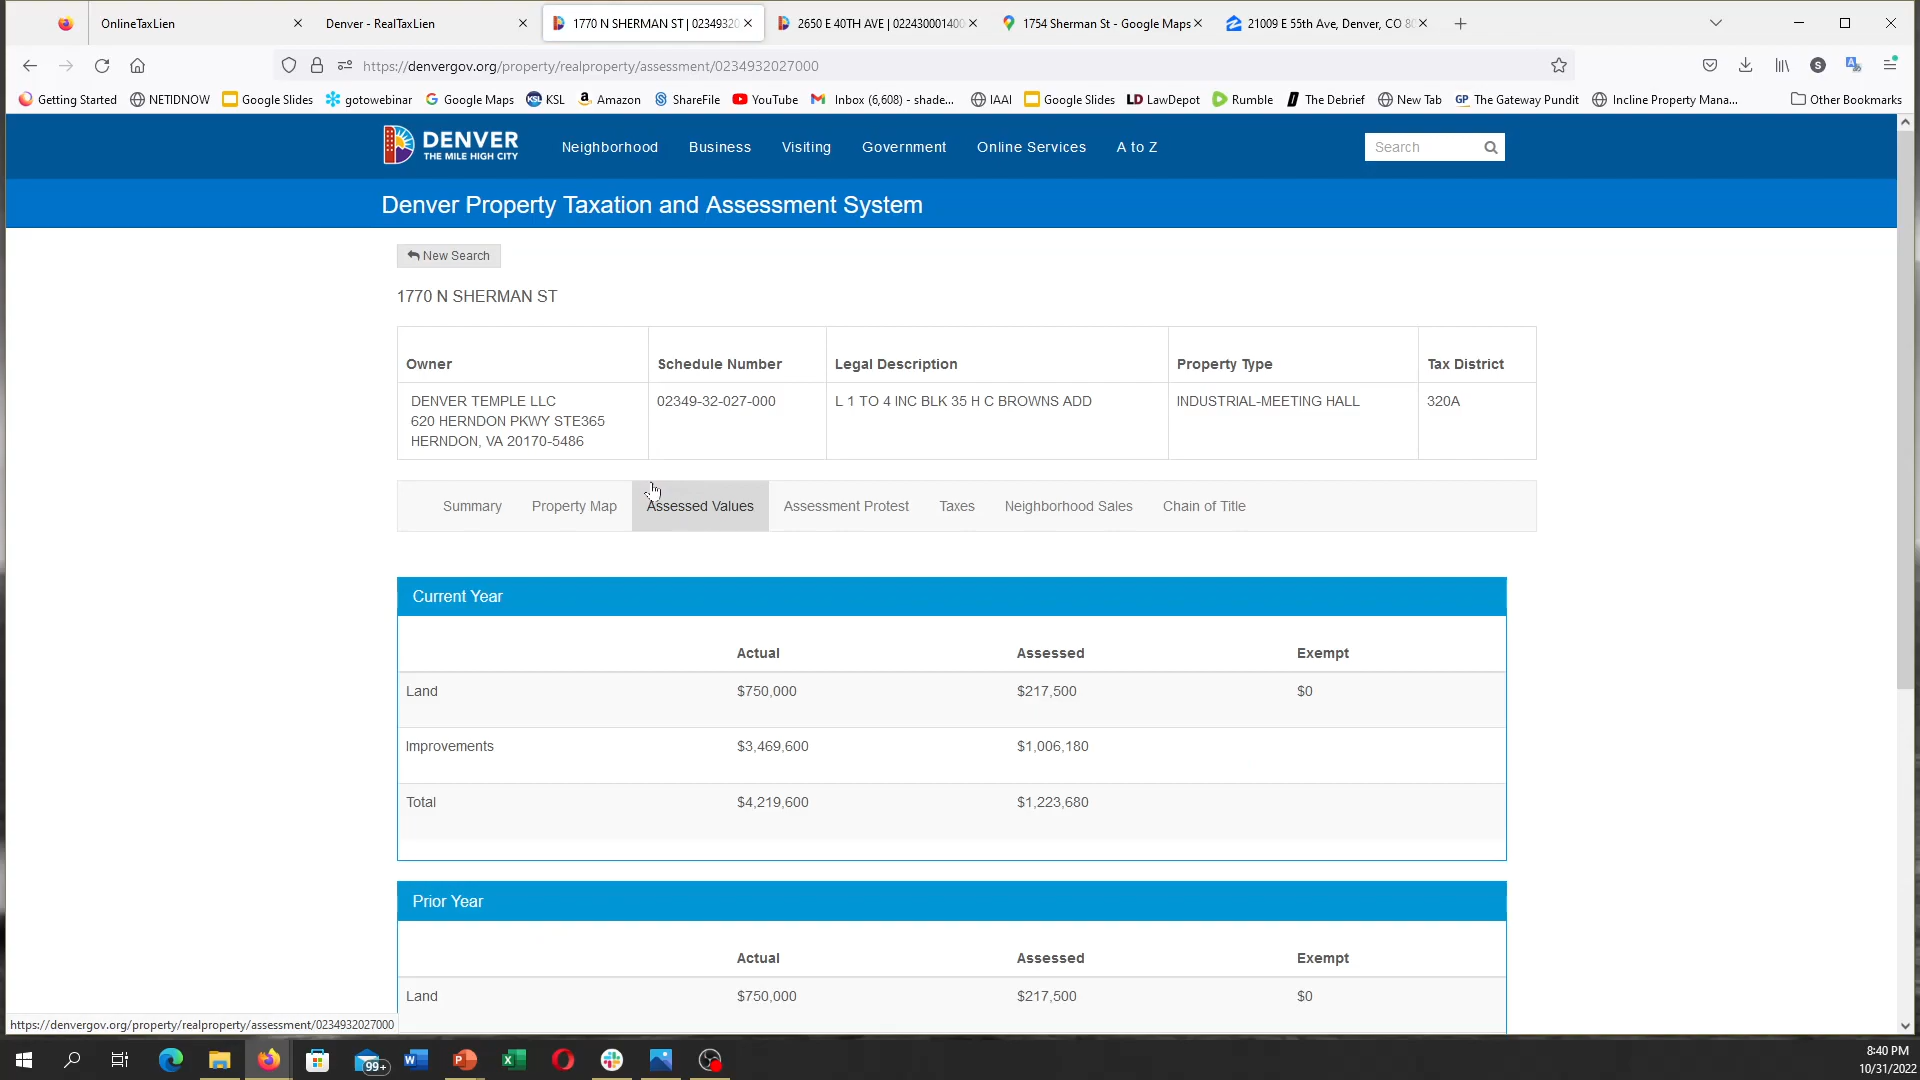 OnlineTaxLien
Denver - RealTaxLien
1770 N SHERMAN ST | 0234932
2650 E 40TH AVE | 022430001400
1754 Sherman St - Google Maps
21009 E 55th Ave, Denver, CO 8
https://denvergov.org/property/realproperty/assessment/0234932027000
S
Getting Started
NETIDNOW
Google Slides
gotowebinar
Google Maps
KSL
Amazon
ShareFile
YouTube
Inbox (6,608) - shade...
IAAI
Google Slides
LD LawDepot
Rumble
The Debrief
New Tab
GP The Gateway Pundit
Incline Property Mana...
Other Bookmarks
DENVER
THE MILE HIGH CITY
Neighborhood
Business
Visiting
Government
Online Services
A to Z
Search
Denver Property Taxation and Assessment System
New Search
1770 N SHERMAN ST
Owner
Schedule Number
Legal Description
Property Type
Tax District
DENVER TEMPLE LLC
620 HERNDON PKWY STE365
HERNDON, VA 20170-5486
02349-32-027-000
L 1 TO 4 INC BLK 35 H C BROWNS ADD
INDUSTRIAL-MEETING HALL
320A
Summary
Property Map
Assessed Values
Assessment Protest
Taxes
Neighborhood Sales
Chain of Title
Current Year
Actual
Assessed
Exempt
Land
$750,000
$217,500
$0
Improvements
$3,469,600
$1,006,180
Total
$4,219,600
$1,223,680
Prior Year
Actual
Assessed
Exempt
Land
$750,000
$217,500
$0
https://denvergov.org/property/realproperty/assessment/0234932027000
99+
8:40 PM
10/31/2022